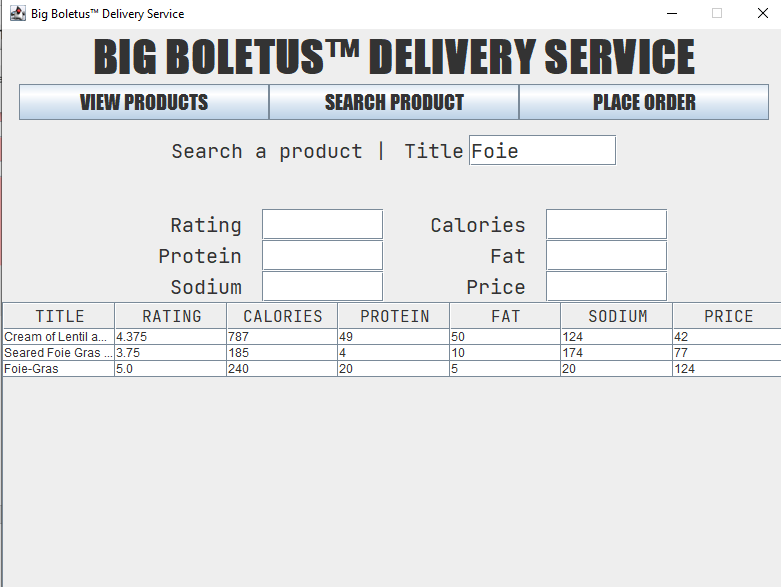 Big Boletus™ Delivery Service
BIG BOLETUS™ DELIVERY SERVICE
VIEW PRODUCTS SEARCH PRODUCT PLACE ORDER
Search a product | Title Foie
Rating Calories
Protein Fat
Sodium Price
TITLE RATING CALORIES PROTEIN FAT SODIUM PRICE
Cream of Lentil a... 4.375 787 49 50 124 42
Seared Foie Gras ... 3.75 185 4 10 174 77
Foie-Gras 5.0 240 20 5 20 124